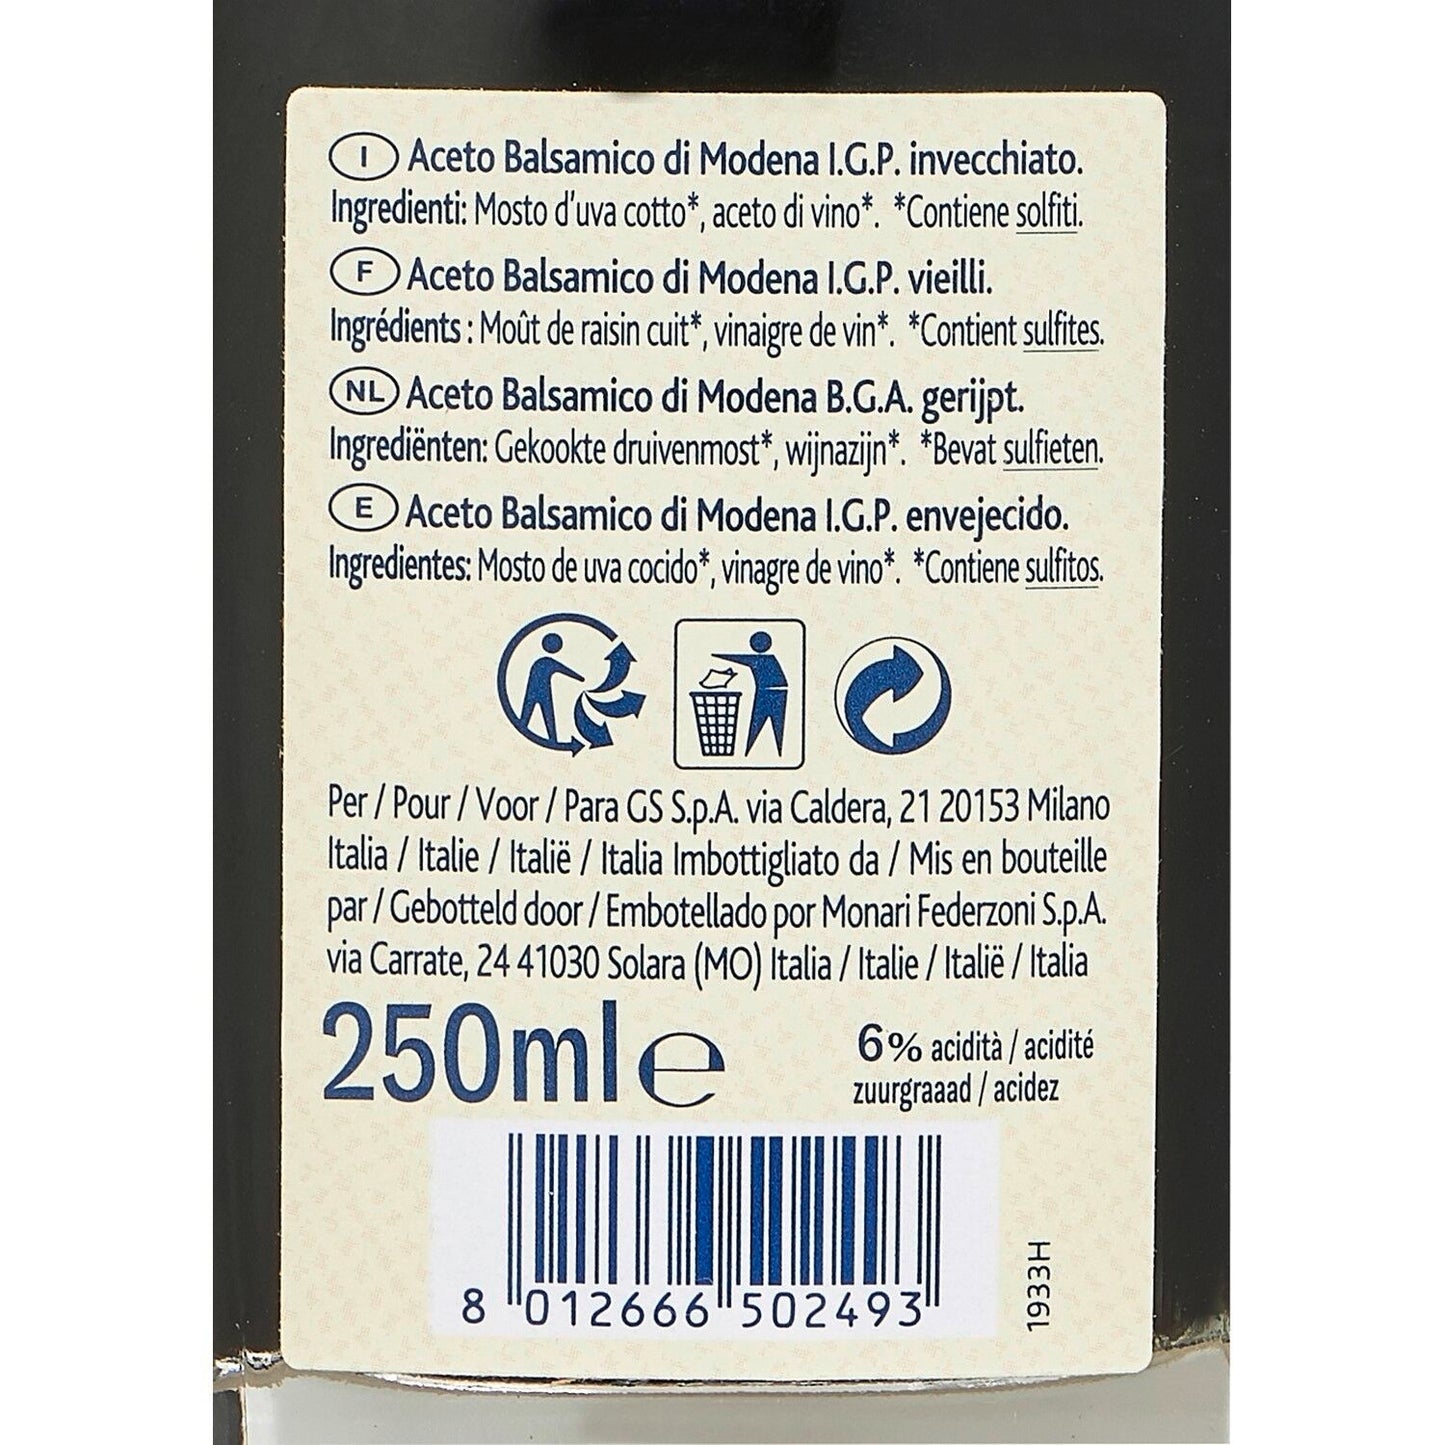 I Aceto Balsamico di Modena I.G.P. invecchiato.
Ingredienti: Mosto d'uva cotto*, aceto di vino*. *Contiene solfiti.
F Aceto Balsamico di Modena I.G.P. vieilli.
Ingrédients : Moût de raisin cuit*, vinaigre de vin*. *Contient sulfites.
NL Aceto Balsamico di Modena B.G.A. gerijpt.
Ingrediënten: Gekookte druivenmost*, wijnazijn*. *Bevat sulfieten.
E Aceto Balsamico di Modena I.G.P. envejecido.
Ingredientes: Mosto de uva cocido*, vinagre de vino*. *Contiene sulfitos.
Per / Pour / Voor / Para GS S.p.A. via Caldera, 21 20153 Milano
Italia / Italie / Italië / Italia Imbottigliato da / Mis en bouteille
par / Gebotteld door / Embotellado por Monari Federzoni S.p.A.
via Carrate, 24 41030 Solara (MO) Italia / Italie / Italië / Italia
250ml e
6% acidità / acidité
zuurgraaad / acidez
8 012666 502493
1933H